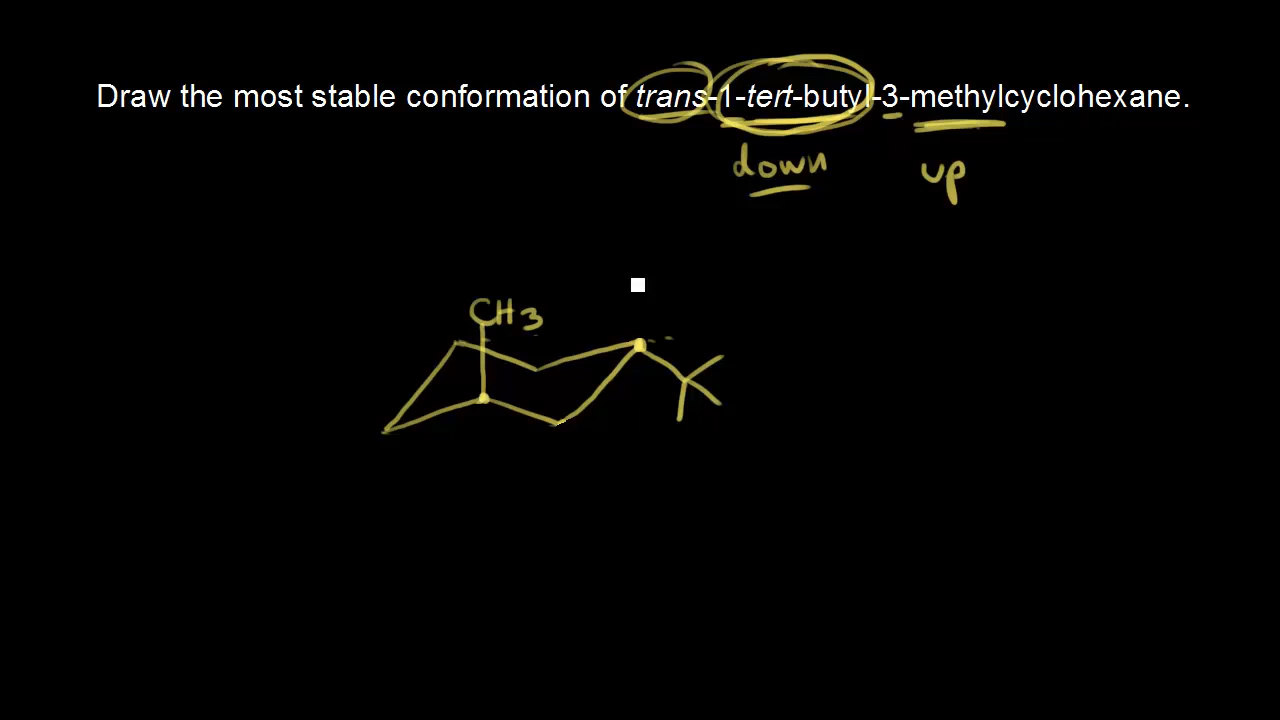 Draw the most stable conformation of trans-1-tert-butyl-3-methylcyclohexane.
down up
CH3